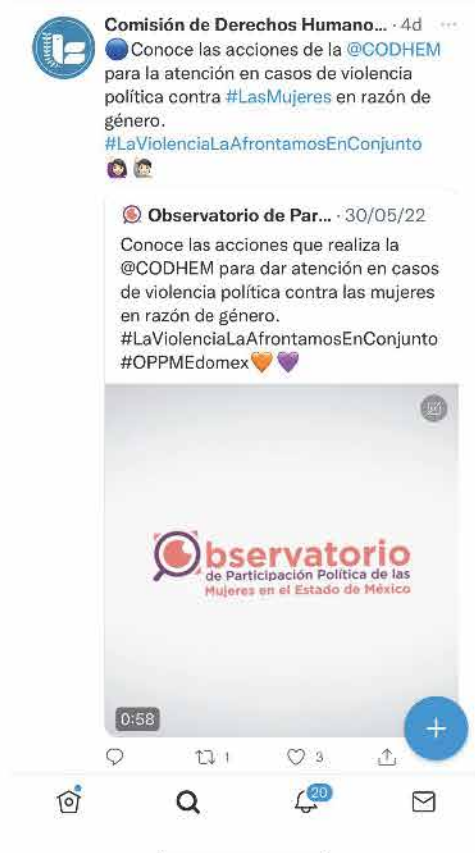 Comisión de Derechos Humano... · 4d
Conoce las acciones de la @CODHEM
para la atención en casos de violencia
política contra #LasMujeres en razón de
género.
#LaViolenciaLaAfrontamosEnConjunto
Observatorio de Par... · 30/05/22
Conoce las acciones que realiza la
@CODHEM para dar atención en casos
de violencia política contra las mujeres
en razón de género.
#LaViolenciaLaAfrontamosEnConjunto
#OPPMEdomex🧡💜
Observatorio
de Participación Política de las
Mujeres en el Estado de México
0:58
1
3
20